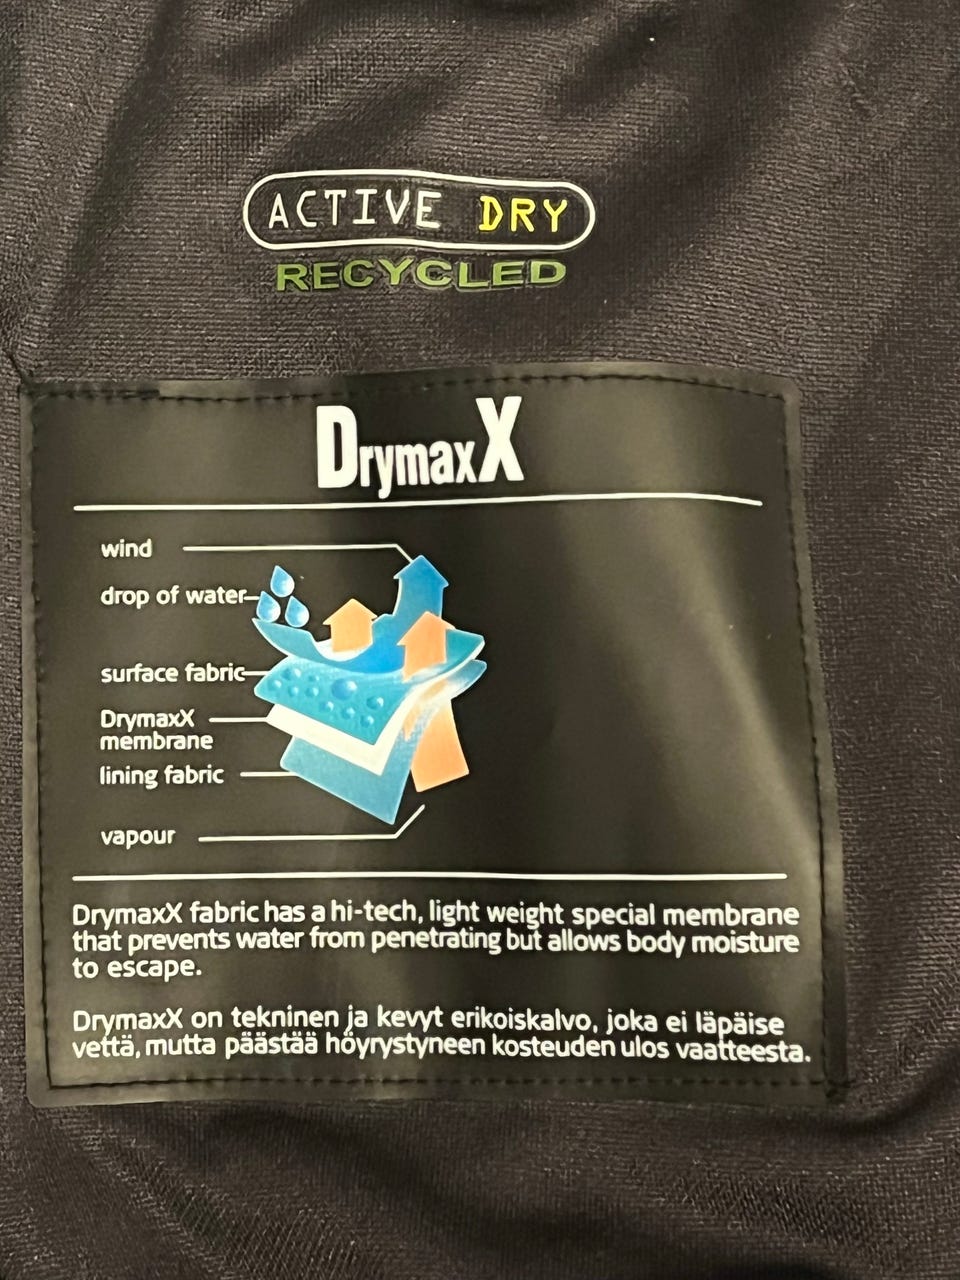 ACTIVE DRY
RECYCLED
DrymaxX
wind
drop of water
surface fabric
DrymaxX
membrane
lining fabric
vapour
DrymaxX fabric has a hi-tech, light weight special membrane
that prevents water from penetrating but allows body moisture
to escape.
DrymaxX on tekninen ja kevyt erikoiskalvo, joka ei läpäise
vettä, mutta päästää höyrystyneen kosteuden ulos vaatteesta.